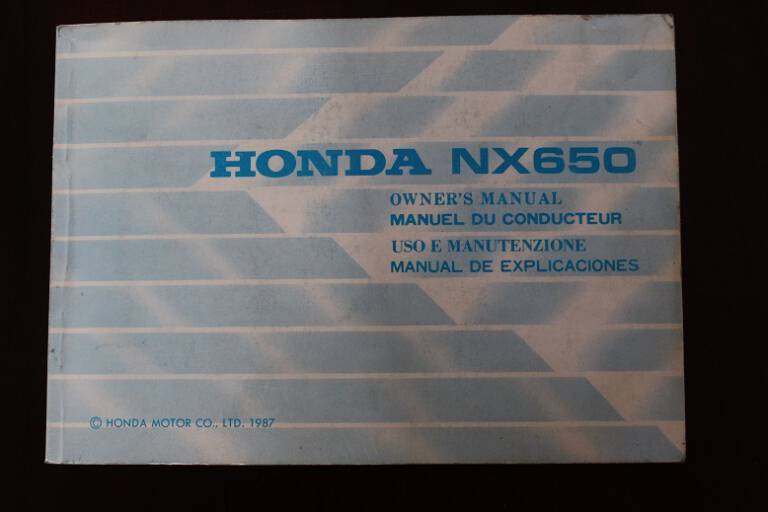 HONDA NX650
OWNER'S MANUAL
MANUEL DU CONDUCTEUR
USO E MANUTENZIONE
MANUAL DE EXPLICACIONES
© HONDA MOTOR CO., LTD. 1987